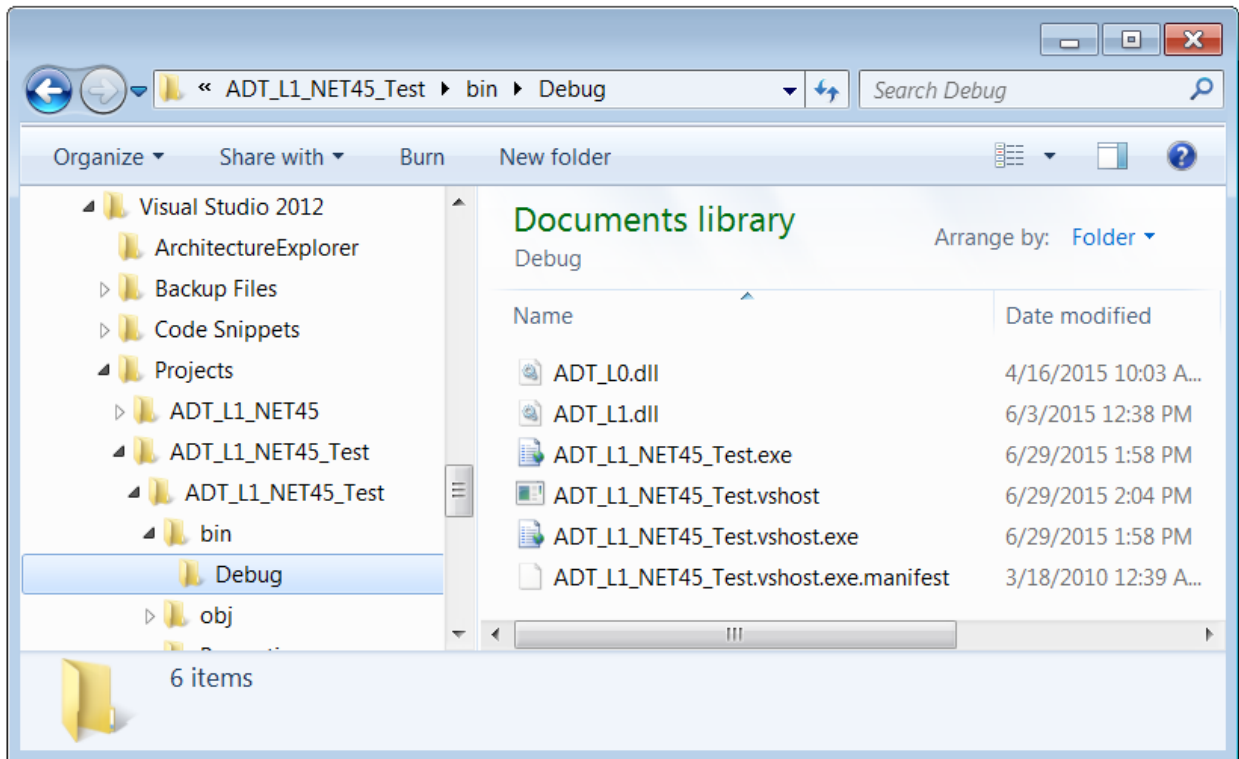 « ADT_L1_NET45_Test bin Debug
Search Debug
Organize Share with Burn New folder
Visual Studio 2012
ArchitectureExplorer
Backup Files
Code Snippets
Projects
ADT_L1_NET45
ADT_L1_NET45_Test
ADT_L1_NET45_Test
bin
Debug
obj
Documents library
Debug
Arrange by: Folder
Name Date modified
ADT_L0.dll 4/16/2015 10:03 A...
ADT_L1.dll 6/3/2015 12:38 PM
ADT_L1_NET45_Test.exe 6/29/2015 1:58 PM
ADT_L1_NET45_Test.vshost 6/29/2015 2:04 PM
ADT_L1_NET45_Test.vshost.exe 6/29/2015 1:58 PM
ADT_L1_NET45_Test.vshost.exe.manifest 3/18/2010 12:39 A...
6 items